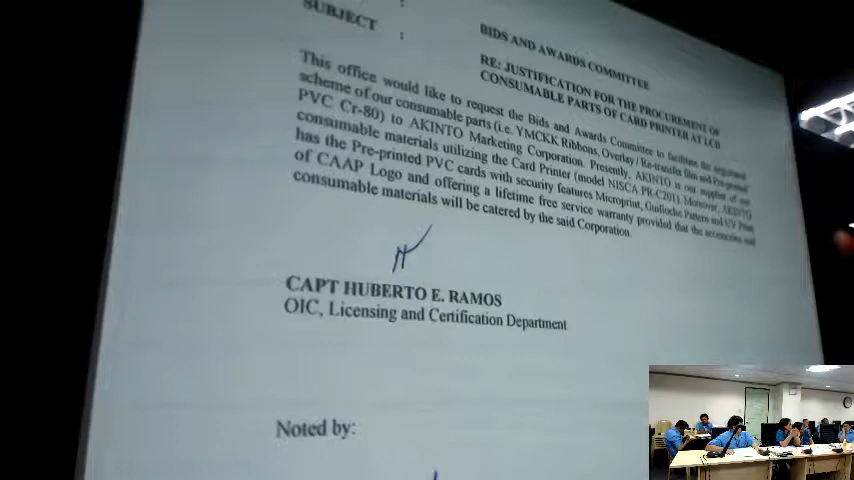 SUBJECT :
BIDS AND AWARDS COMMITTEE
RE: JUSTIFICATION FOR THE PROCUREMENT OF
CONSUMABLE PARTS OF CARD PRINTER AT LCD
This office would like to request the Bids and Awards Committee to facilitate the negotiated
scheme of our consumable parts (i.e. YMCKK Ribbons, Overlay / Re-transfer film and Pre-printed
PVC Cr-80) to AKINTO Marketing Corporation. Presently, AKINTO is our supplier of our
consumable materials utilizing the Card Printer (model NISCA PR-C201). Moreover, AKINTO
has the Pre-printed PVC cards with security features Microprint, Guilloche Pattern and UV Print
of CAAP Logo and offering a lifetime free service warranty provided that the accessories and
consumable materials will be catered by the said Corporation.
CAPT HUBERTO E. RAMOS
OIC, Licensing and Certification Department
Noted by: